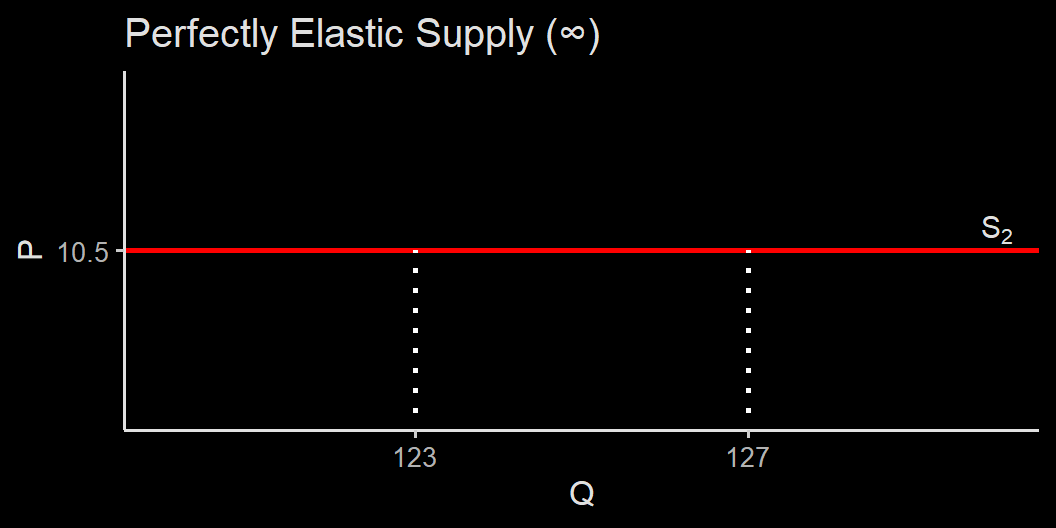 Perfectly Elastic Supply (∞)
S₂
P
10.5
123
127
Q